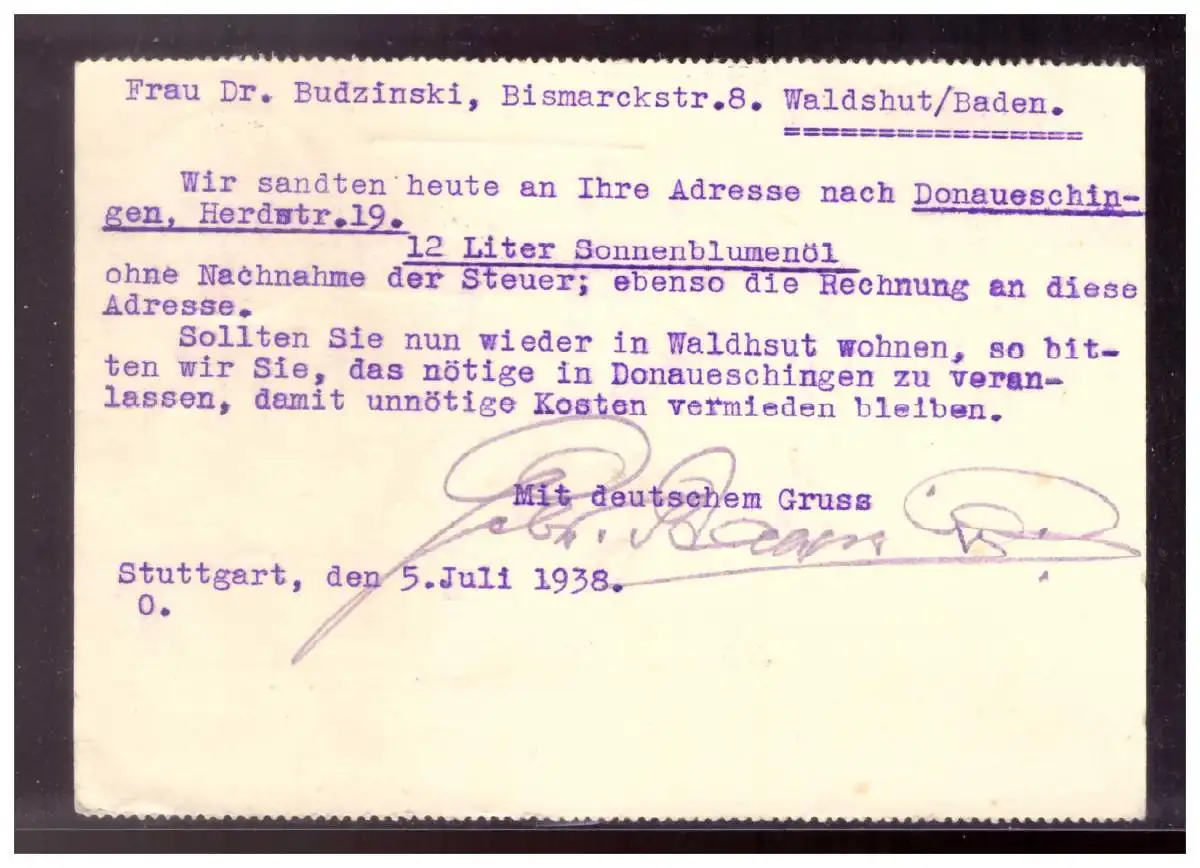 Frau Dr. Budzinski, Bismarckstr.8. Waldshut/Baden.
Wir sandten heute an Ihre Adresse nach Donaueschin-
gen, Herdstr.19.
12 Liter Sonnenblumenöl
ohne Nachnahme der Steuer; ebenso die Rechnung an diese
Adresse.
Sollten Sie nun wieder in Waldhsut wohnen, so bit-
ten wir Sie, das nötige in Donaueschingen zu veran-
lassen, damit unnötige Kosten vermieden bleiben.
Mit deutschem Gruss
Gebr.
Stuttgart, den 5.Juli 1938.
O.